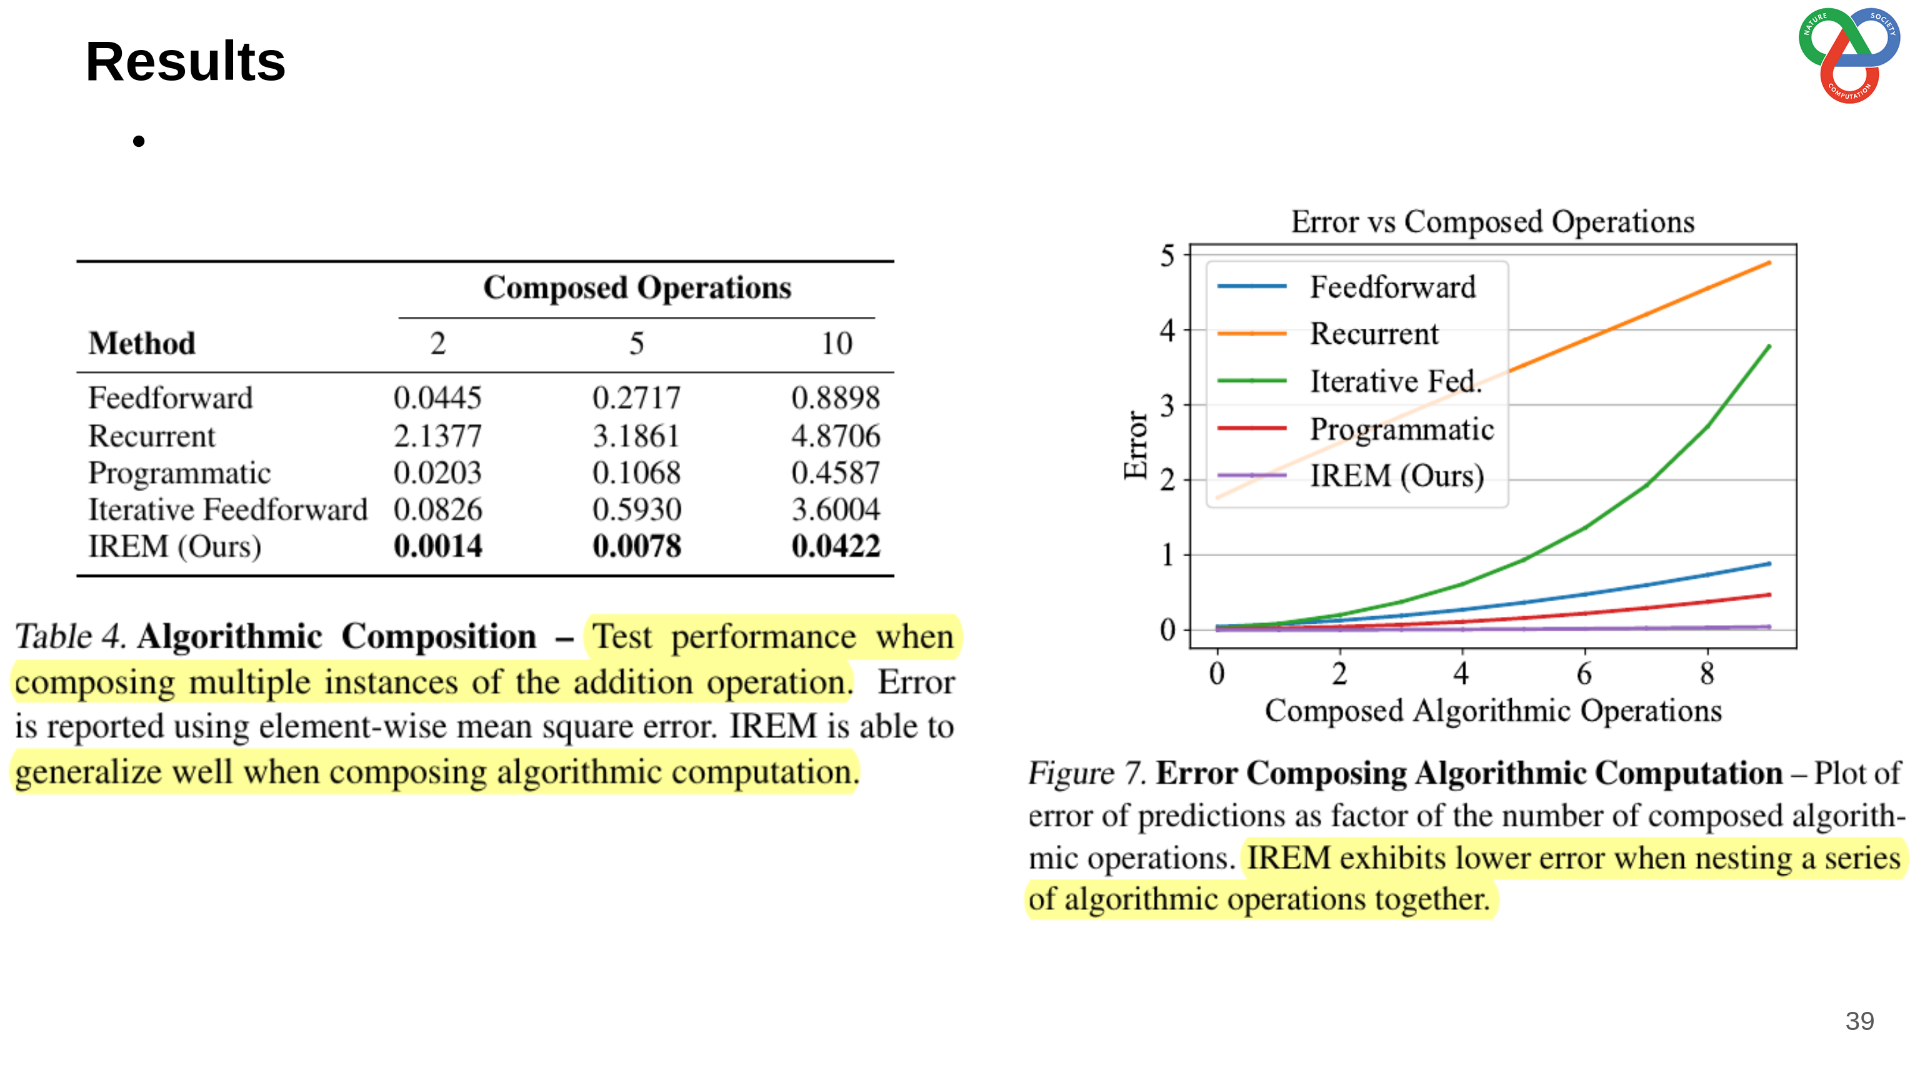 Results
NATURE
SOCIETY
COMPUTATION
•
Composed Operations
Method 2 5 10
Feedforward 0.0445 0.2717 0.8898
Recurrent 2.1377 3.1861 4.8706
Programmatic 0.0203 0.1068 0.4587
Iterative Feedforward 0.0826 0.5930 3.6004
IREM (Ours) 0.0014 0.0078 0.0422
Table 4. Algorithmic Composition – Test performance when
composing multiple instances of the addition operation. Error
is reported using element-wise mean square error. IREM is able to
generalize well when composing algorithmic computation.
Error vs Composed Operations
5
4
3
2
1
0
Error
Feedforward
Recurrent
Iterative Fed.
Programmatic
IREM (Ours)
0 2 4 6 8
Composed Algorithmic Operations
Figure 7. Error Composing Algorithmic Computation – Plot of
error of predictions as factor of the number of composed algorith-
mic operations. IREM exhibits lower error when nesting a series
of algorithmic operations together.
39